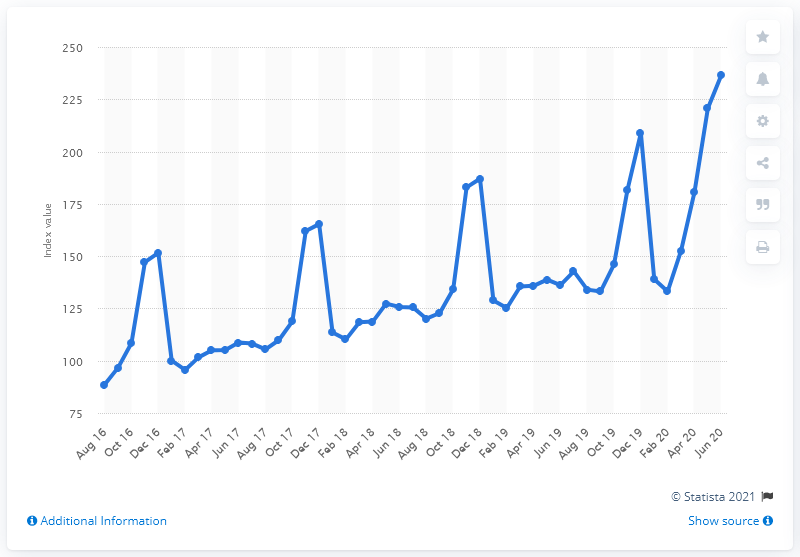 250
225
200
175
150
125
100
75
Index value
Aug 16
Oct 16
Dec 16
Feb 17
Apr 17
Jun 17
Aug 17
Oct 17
Dec 17
Feb 18
Apr 18
Jun 18
Aug 18
Oct 18
Dec 18
Feb 19
Apr 19
Jun 19
Aug 19
Oct 19
Dec 19
Feb 20
Apr 20
Jun 20
© Statista 2021
Additional Information
Show source